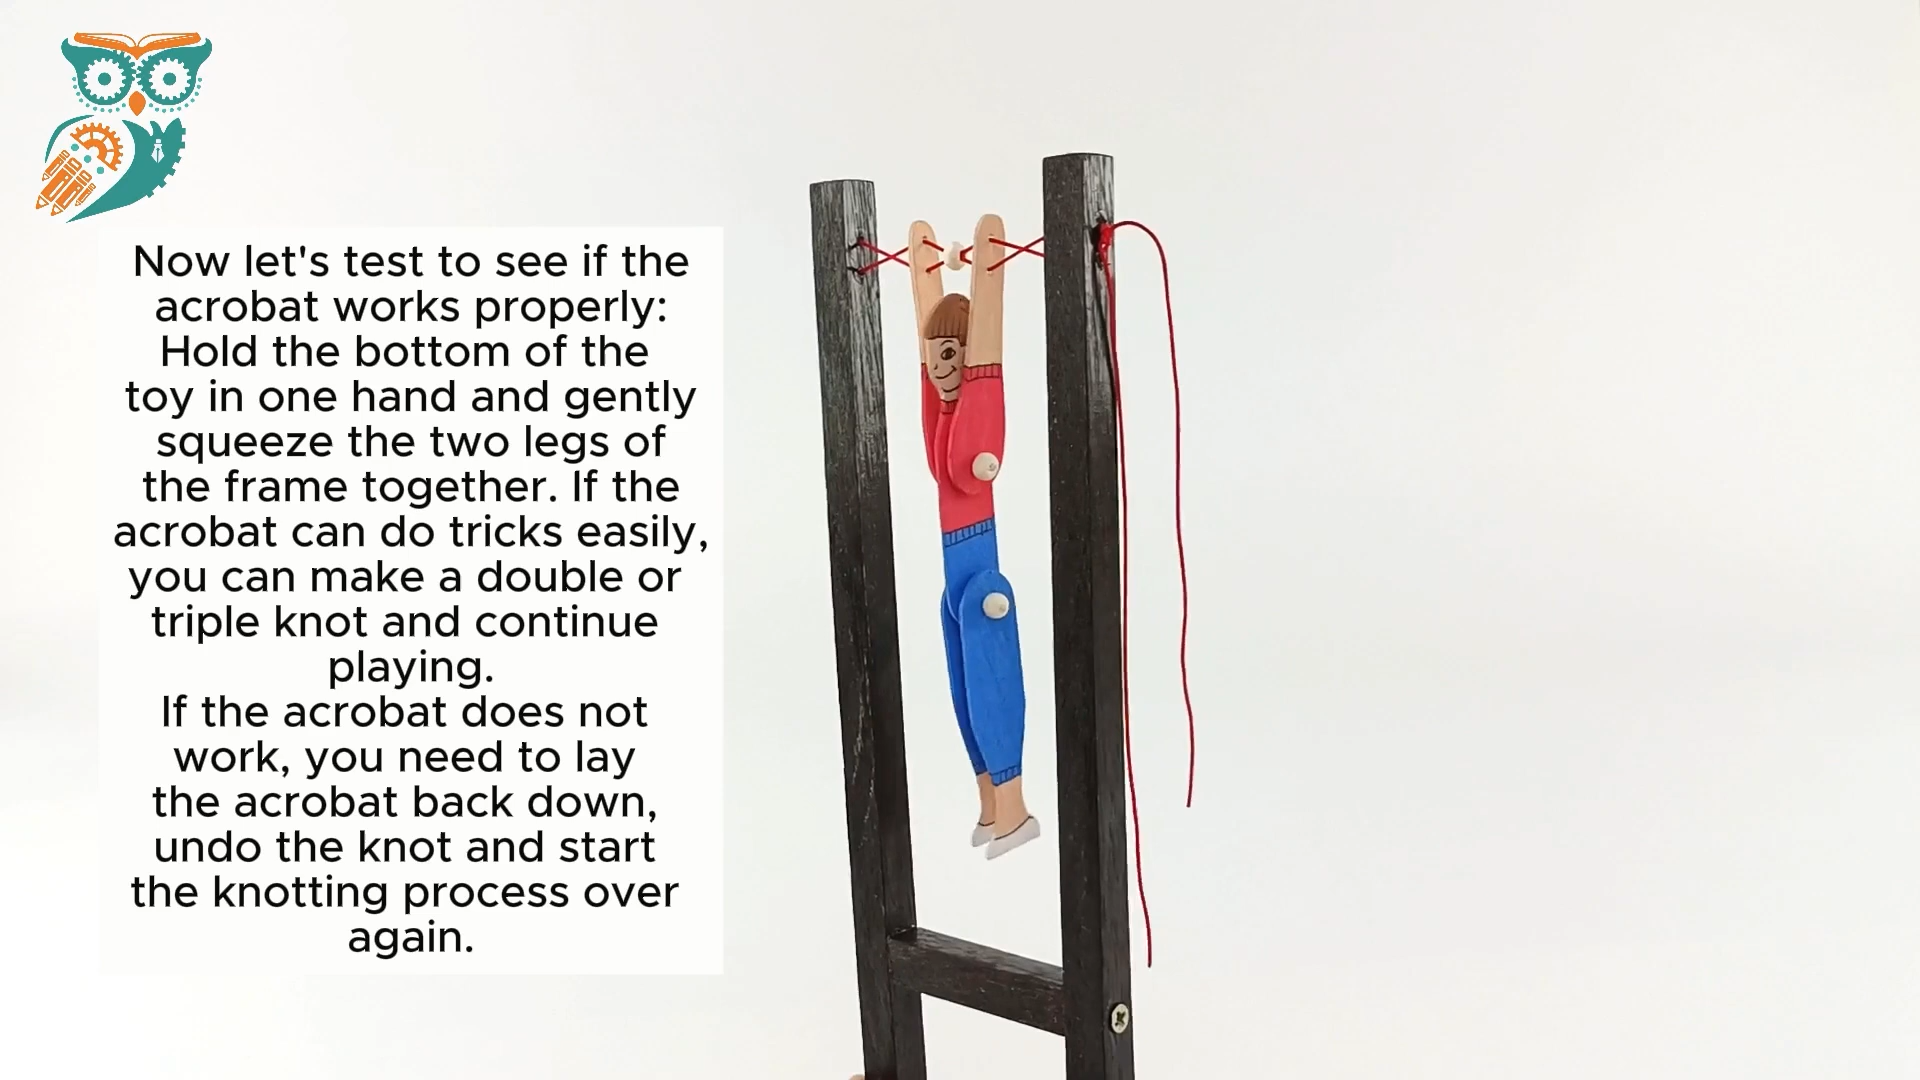 Now let's test to see if the
acrobat works properly:
Hold the bottom of the
toy in one hand and gently
squeeze the two legs of
the frame together. If the
acrobat can do tricks easily,
you can make a double or
triple knot and continue
playing.
If the acrobat does not
work, you need to lay
the acrobat back down,
undo the knot and start
the knotting process over
again.